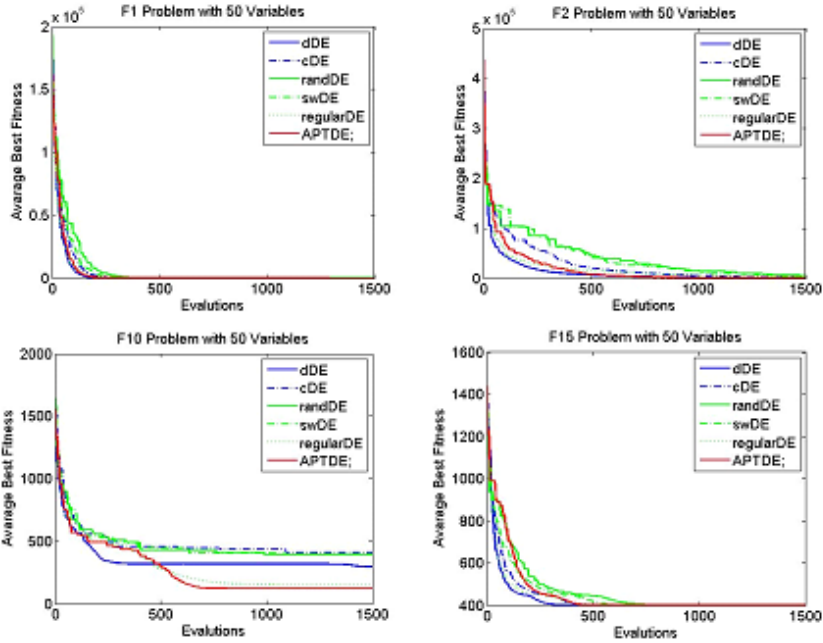 F1 Problem with 50 Variables
2 x 10^5
1.5
1
0.5
0
0
500
1000
1500
Avarage Best Fitness
Evalutions
dDE
cDE
randDE
swDE
regularDE
APTDE;
F2 Problem with 50 Variables
5 x 10^5
4
3
2
1
0
0
500
1000
1500
Avarage Best Fitness
Evalutions
dDE
cDE
randDE
swDE
regularDE
APTDE;
F10 Problem with 50 Variables
2000
1500
1000
500
0
0
500
1000
1500
Avarage Best Fitness
Evalutions
dDE
cDE
randDE
swDE
regularDE
APTDE;
F15 Problem with 50 Variables
1600
1400
1200
1000
800
600
400
0
500
1000
1500
Avarage Best Fitness
Evalutions
dDE
cDE
randDE
swDE
regularDE
APTDE;